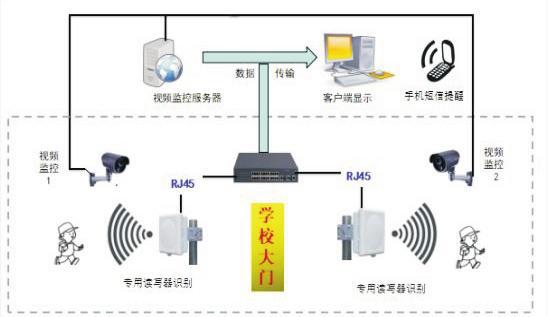 数据
传输
视频监控服务器
客户端显示
手机短信提醒
视频
监控
1
视频
监控
2
RJ45
RJ45
学校大门
专用读写器识别
专用读写器识别